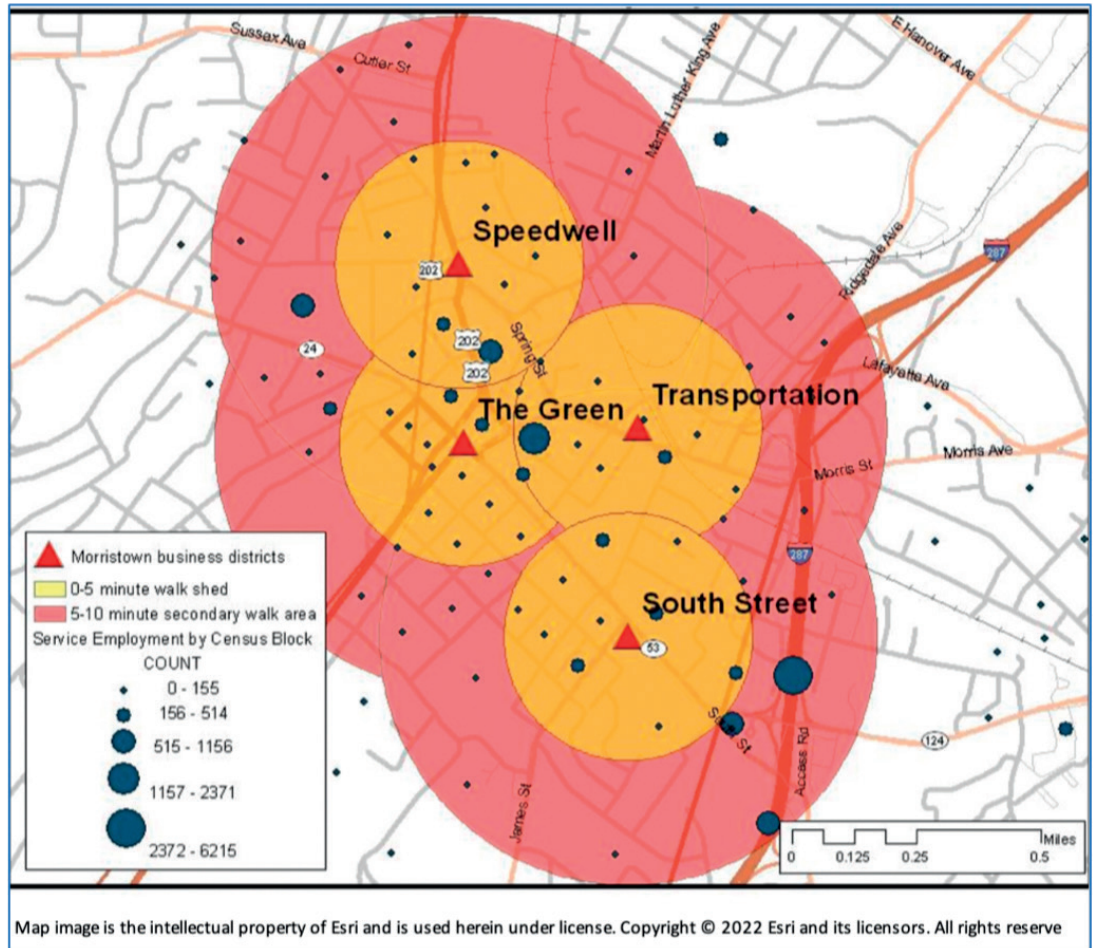 Sussax Ave
Cutler St
Martin Luther King Ave
E Hanover Ave
Speedwell
202
287
Ridgedale Ave
202
Spring St
24
202
Lafayette Ave
Transportation
The Green
Morris Ave
Morris St
287
South Street
53
South St
124
Access Rd
James St
Morristown business districts
0-5 minute walk shed
5-10 minute secondary walk area
Service Employment by Census Block
COUNT
0 - 155
156 - 514
515 - 1156
1157 - 2371
2372 - 6215
Miles
0 0.125 0.25 0.5
Map image is the intellectual property of Esri and is used herein under license. Copyright © 2022 Esri and its licensors. All rights reserve